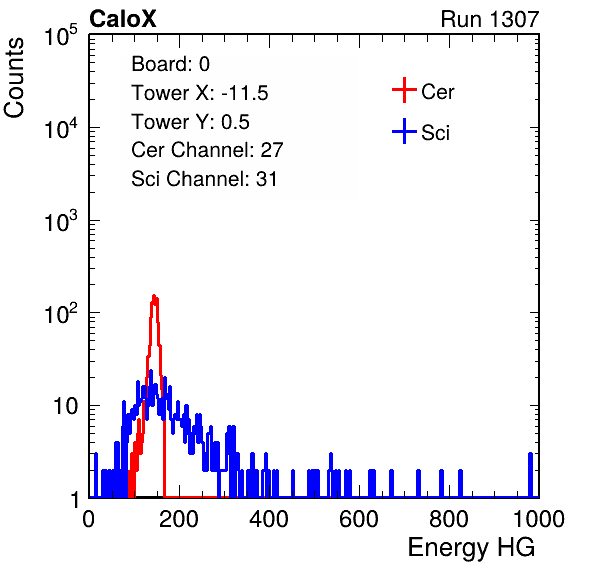 CaloX
Run 1307
Counts
10^5
10^4
10^3
10^2
10
1
Board: 0
Tower X: -11.5
Tower Y: 0.5
Cer Channel: 27
Sci Channel: 31
Cer
Sci
0 200 400 600 800 1000
Energy HG